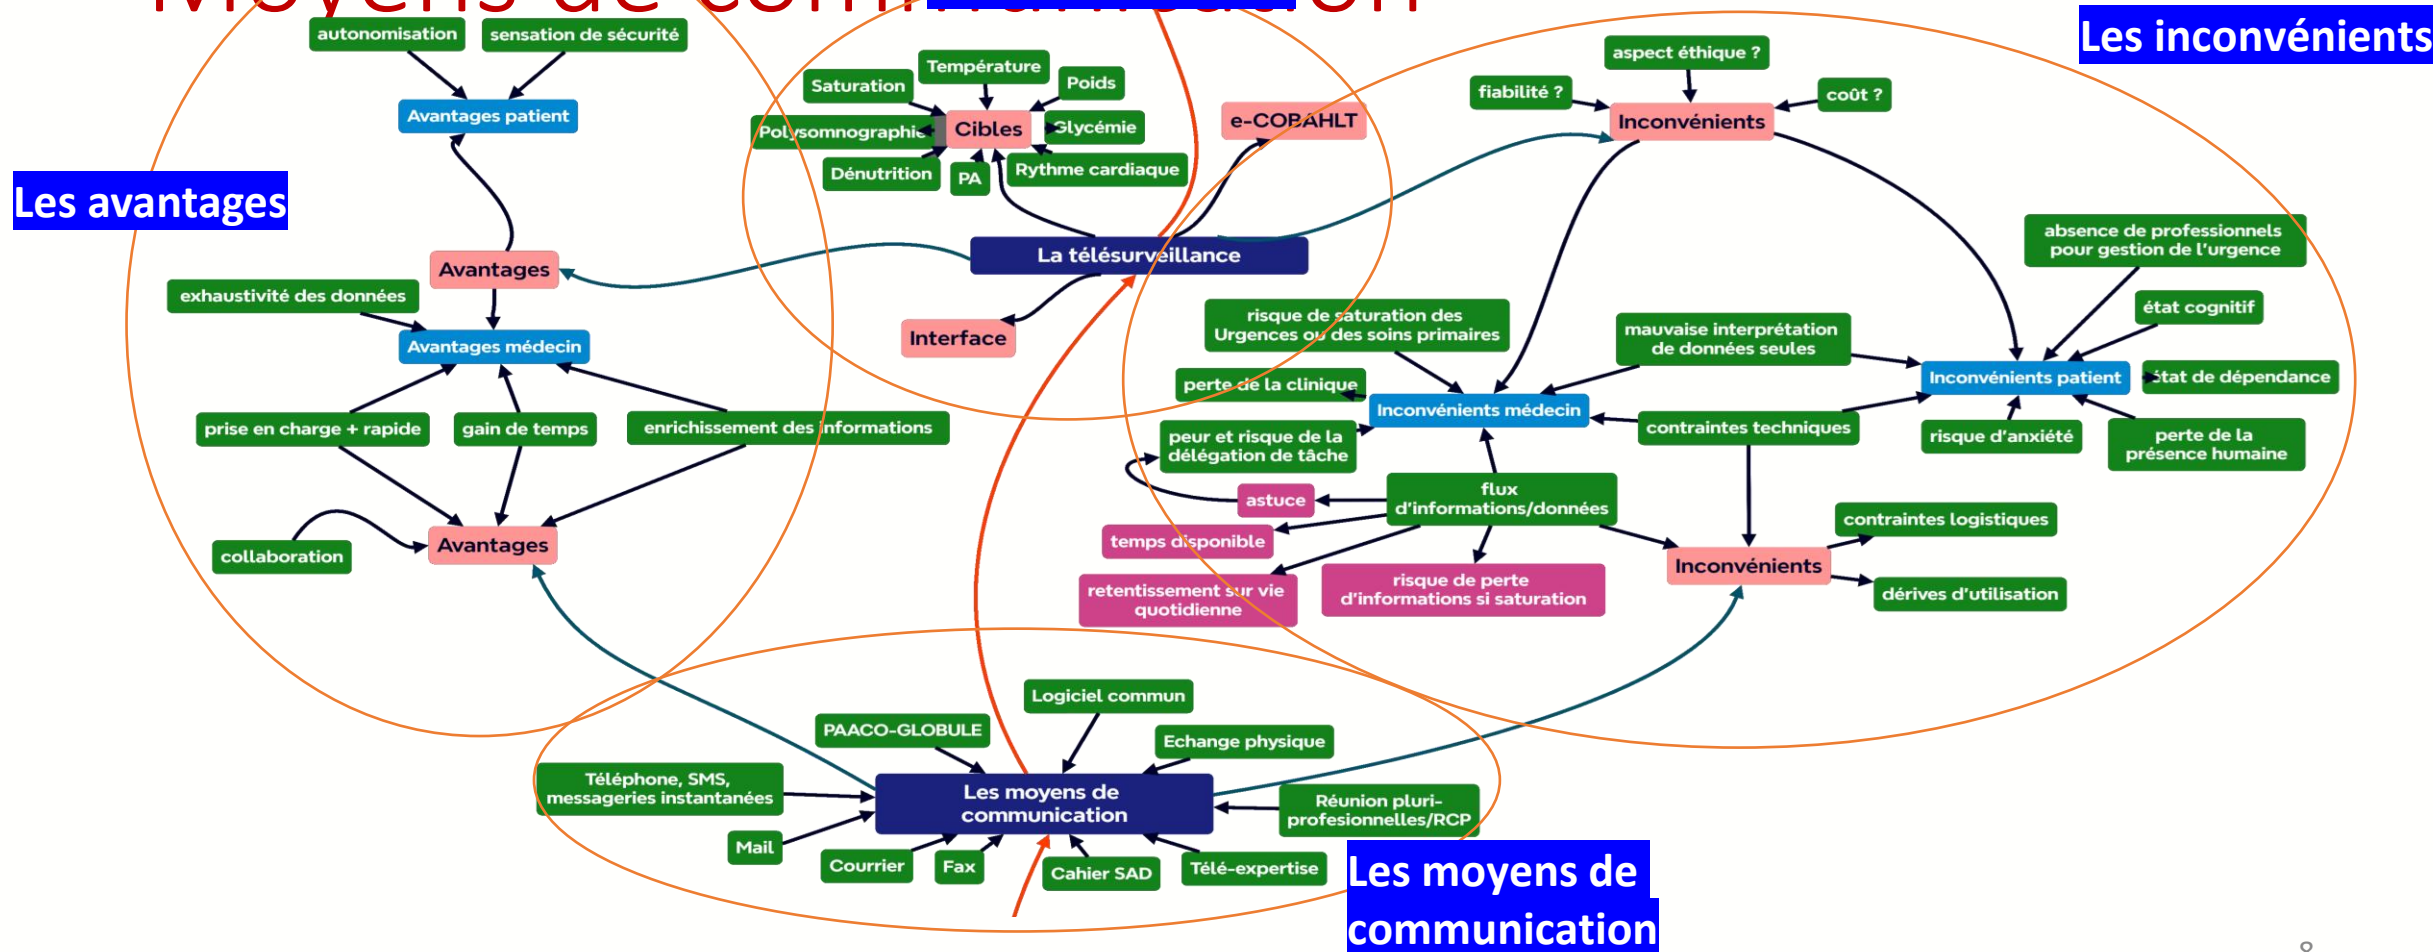 Moyens de communication
Les inconvénients
autonomisation
sensation de sécurité
Avantages patient
Les avantages
Avantages
exhaustivité des données
Avantages médecin
prise en charge + rapide
gain de temps
enrichissement des informations
collaboration
Avantages
Température
Saturation
Poids
Polysomnographie
Cibles
Glycémie
Dénutrition
PA
Rythme cardiaque
e-COBAHLT
La télésurveillance
Interface
aspect éthique ?
fiabilité ?
coût ?
Inconvénients
absence de professionnels
pour gestion de l'urgence
état cognitif
risque de saturation des
Urgences ou des soins primaires
mauvaise interprétation
de données seules
perte de la clinique
Inconvénients médecin
Inconvénients patient
état de dépendance
peur et risque de la
délégation de tâche
contraintes techniques
risque d'anxiété
perte de la
présence humaine
astuce
flux
d'informations/données
temps disponible
retentissement sur vie
quotidienne
risque de perte
d'informations si saturation
contraintes logistiques
Inconvénients
dérives d'utilisation
Logiciel commun
PAACO-GLOBULE
Echange physique
Téléphone, SMS,
messageries instantanées
Les moyens de
communication
Réunion pluri-
profesionnelles/RCP
Mail
Courrier
Fax
Cahier SAD
Télé-expertise
Les moyens de
communication